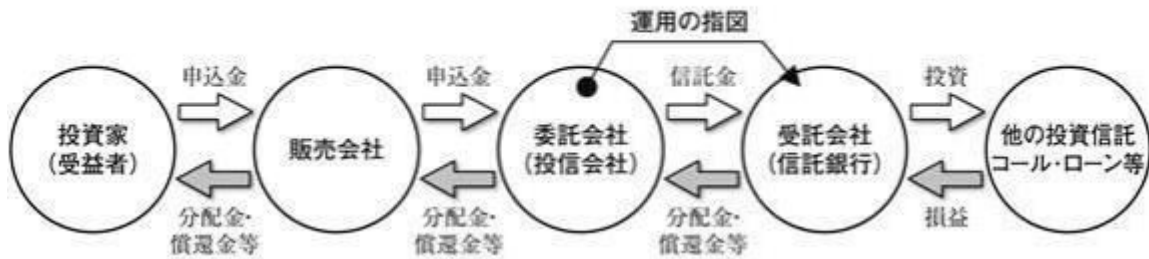 運用の指図
申込金
申込金
信託金
投資
投資家
(受益者)
販売会社
委託会社
(投信会社)
受託会社
(信託銀行)
他の投資信託
コール・ローン等
分配金・
償還金等
分配金・
償還金等
分配金・
償還金等
損益